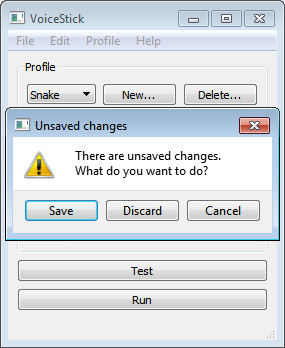 VoiceStick
File Edit Profile Help
Profile
Snake New... Delete...
Unsaved changes
There are unsaved changes.
What do you want to do?
Save Discard Cancel
Test
Run